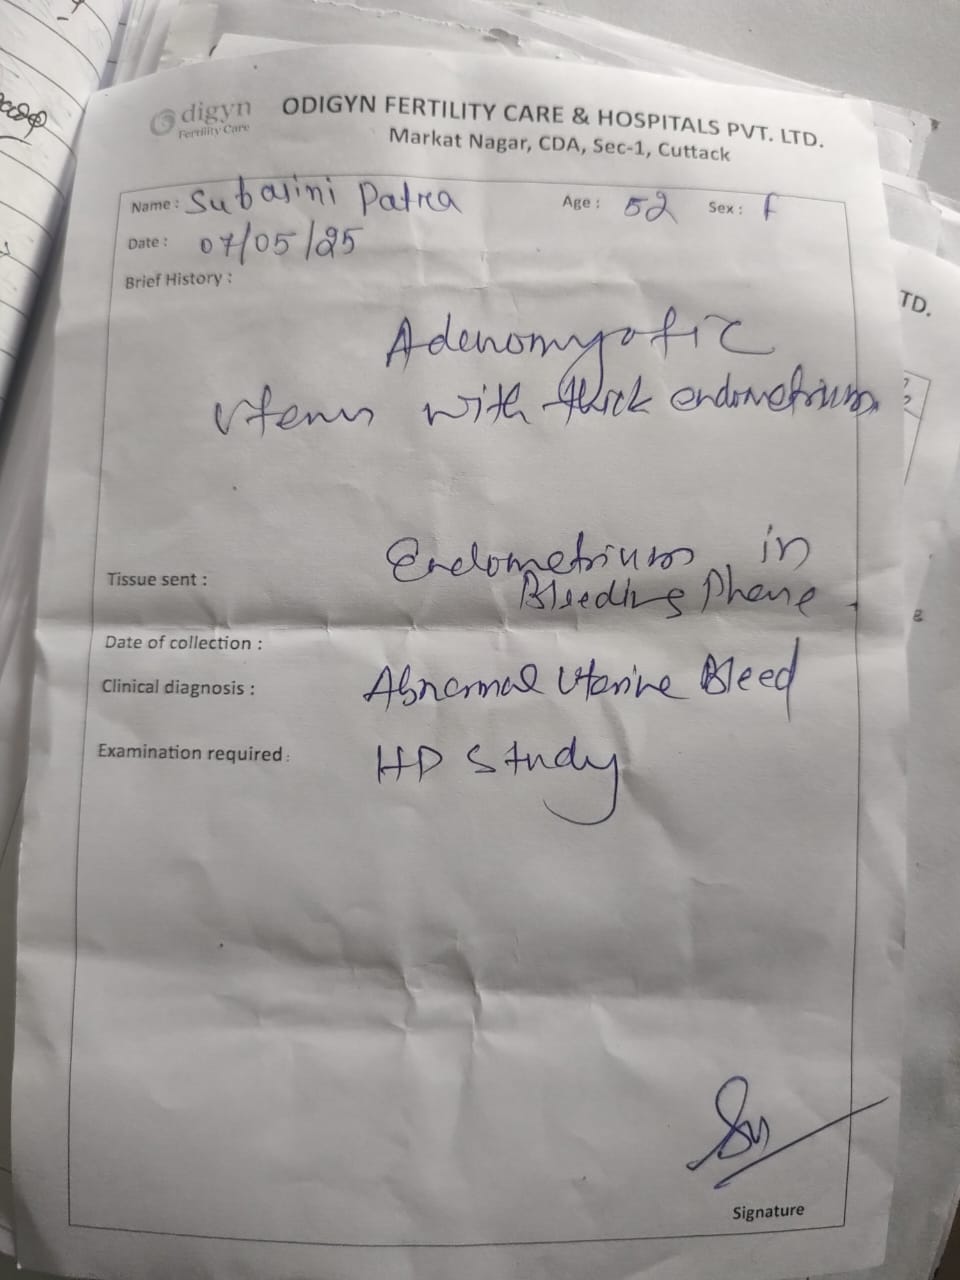 digyn
Fertility Care
ODIGYN FERTILITY CARE & HOSPITALS PVT. LTD.
Markat Nagar, CDA, Sec-1, Cuttack
Name : Subasini Patra Age : 52 Sex : F
Date : 07/05/25
Brief History :
Adenomyotic
Uterus with thick endometrium
Tissue sent : Endometrium in
Bleeding Phase
Date of collection :
Clinical diagnosis : Abnormal Uterine Bleed
Examination required : HP Study
Signature
TD.